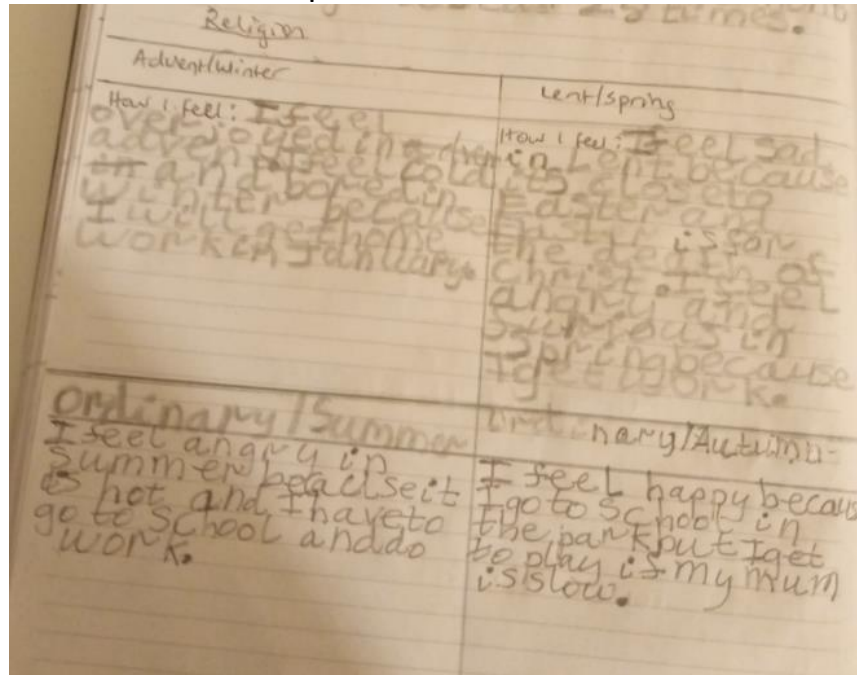 25 times.
Religion
Advent/Winter
How I feel: I feel
overjoyed in
advent. I feel cold
in and bored in
winter because
I will get home
work in January.
Lent/Spring
How I feel: I feel sad
in Lent because
its close to
Easter and
Easter is for
the death of
Christ. I feel
angry and
furious in
Spring because
I get work.
Ordinary/Summer
I feel angry in
Summer because it
is hot and I have to
go to school and do
work.
Ordinary/Autumn
I feel happy becaus
I go to school in
the park but I get
to play if my mum
is slow.